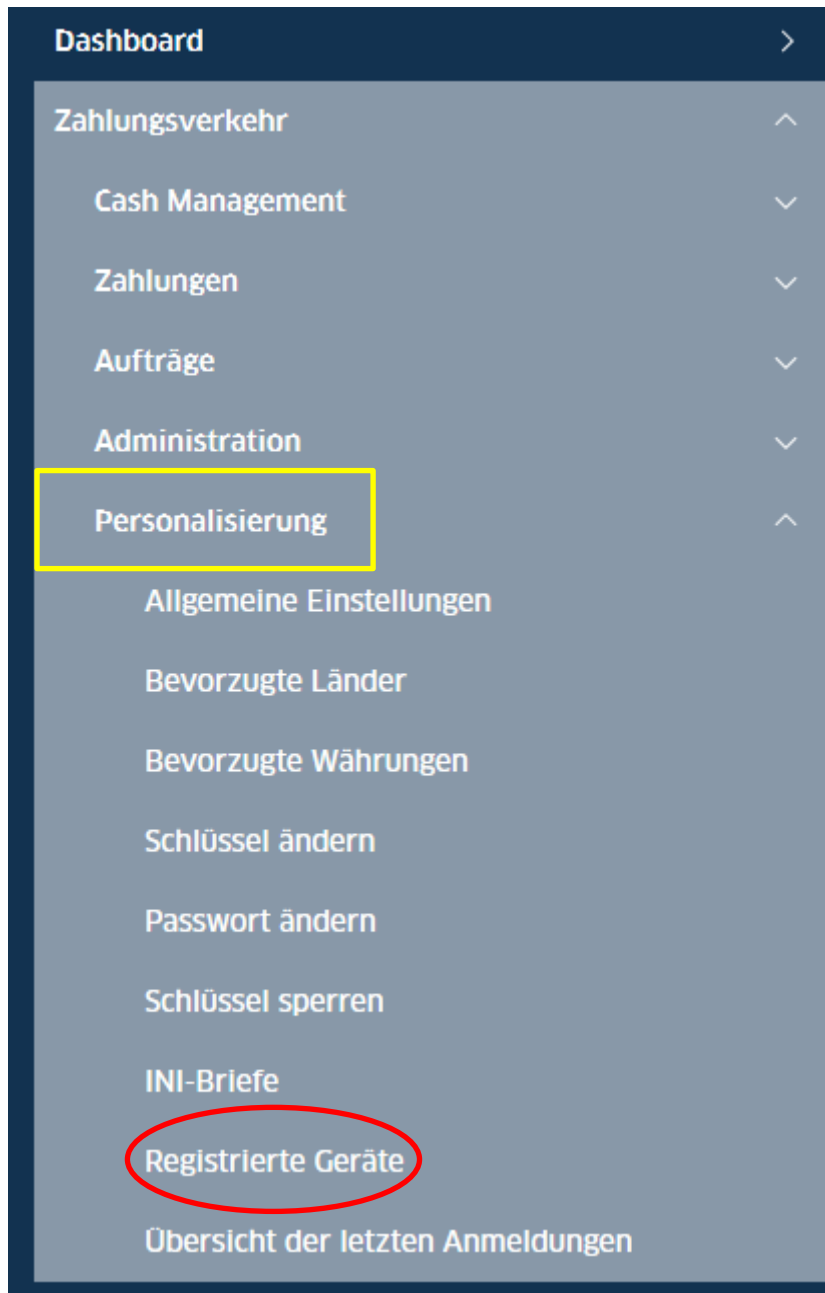 Dashboard
Zahlungsverkehr
Cash Management
Zahlungen
Aufträge
Administration
Personalisierung
Allgemeine Einstellungen
Bevorzugte Länder
Bevorzugte Währungen
Schlüssel ändern
Passwort ändern
Schlüssel sperren
INI-Briefe
Registrierte Geräte
Übersicht der letzten Anmeldungen